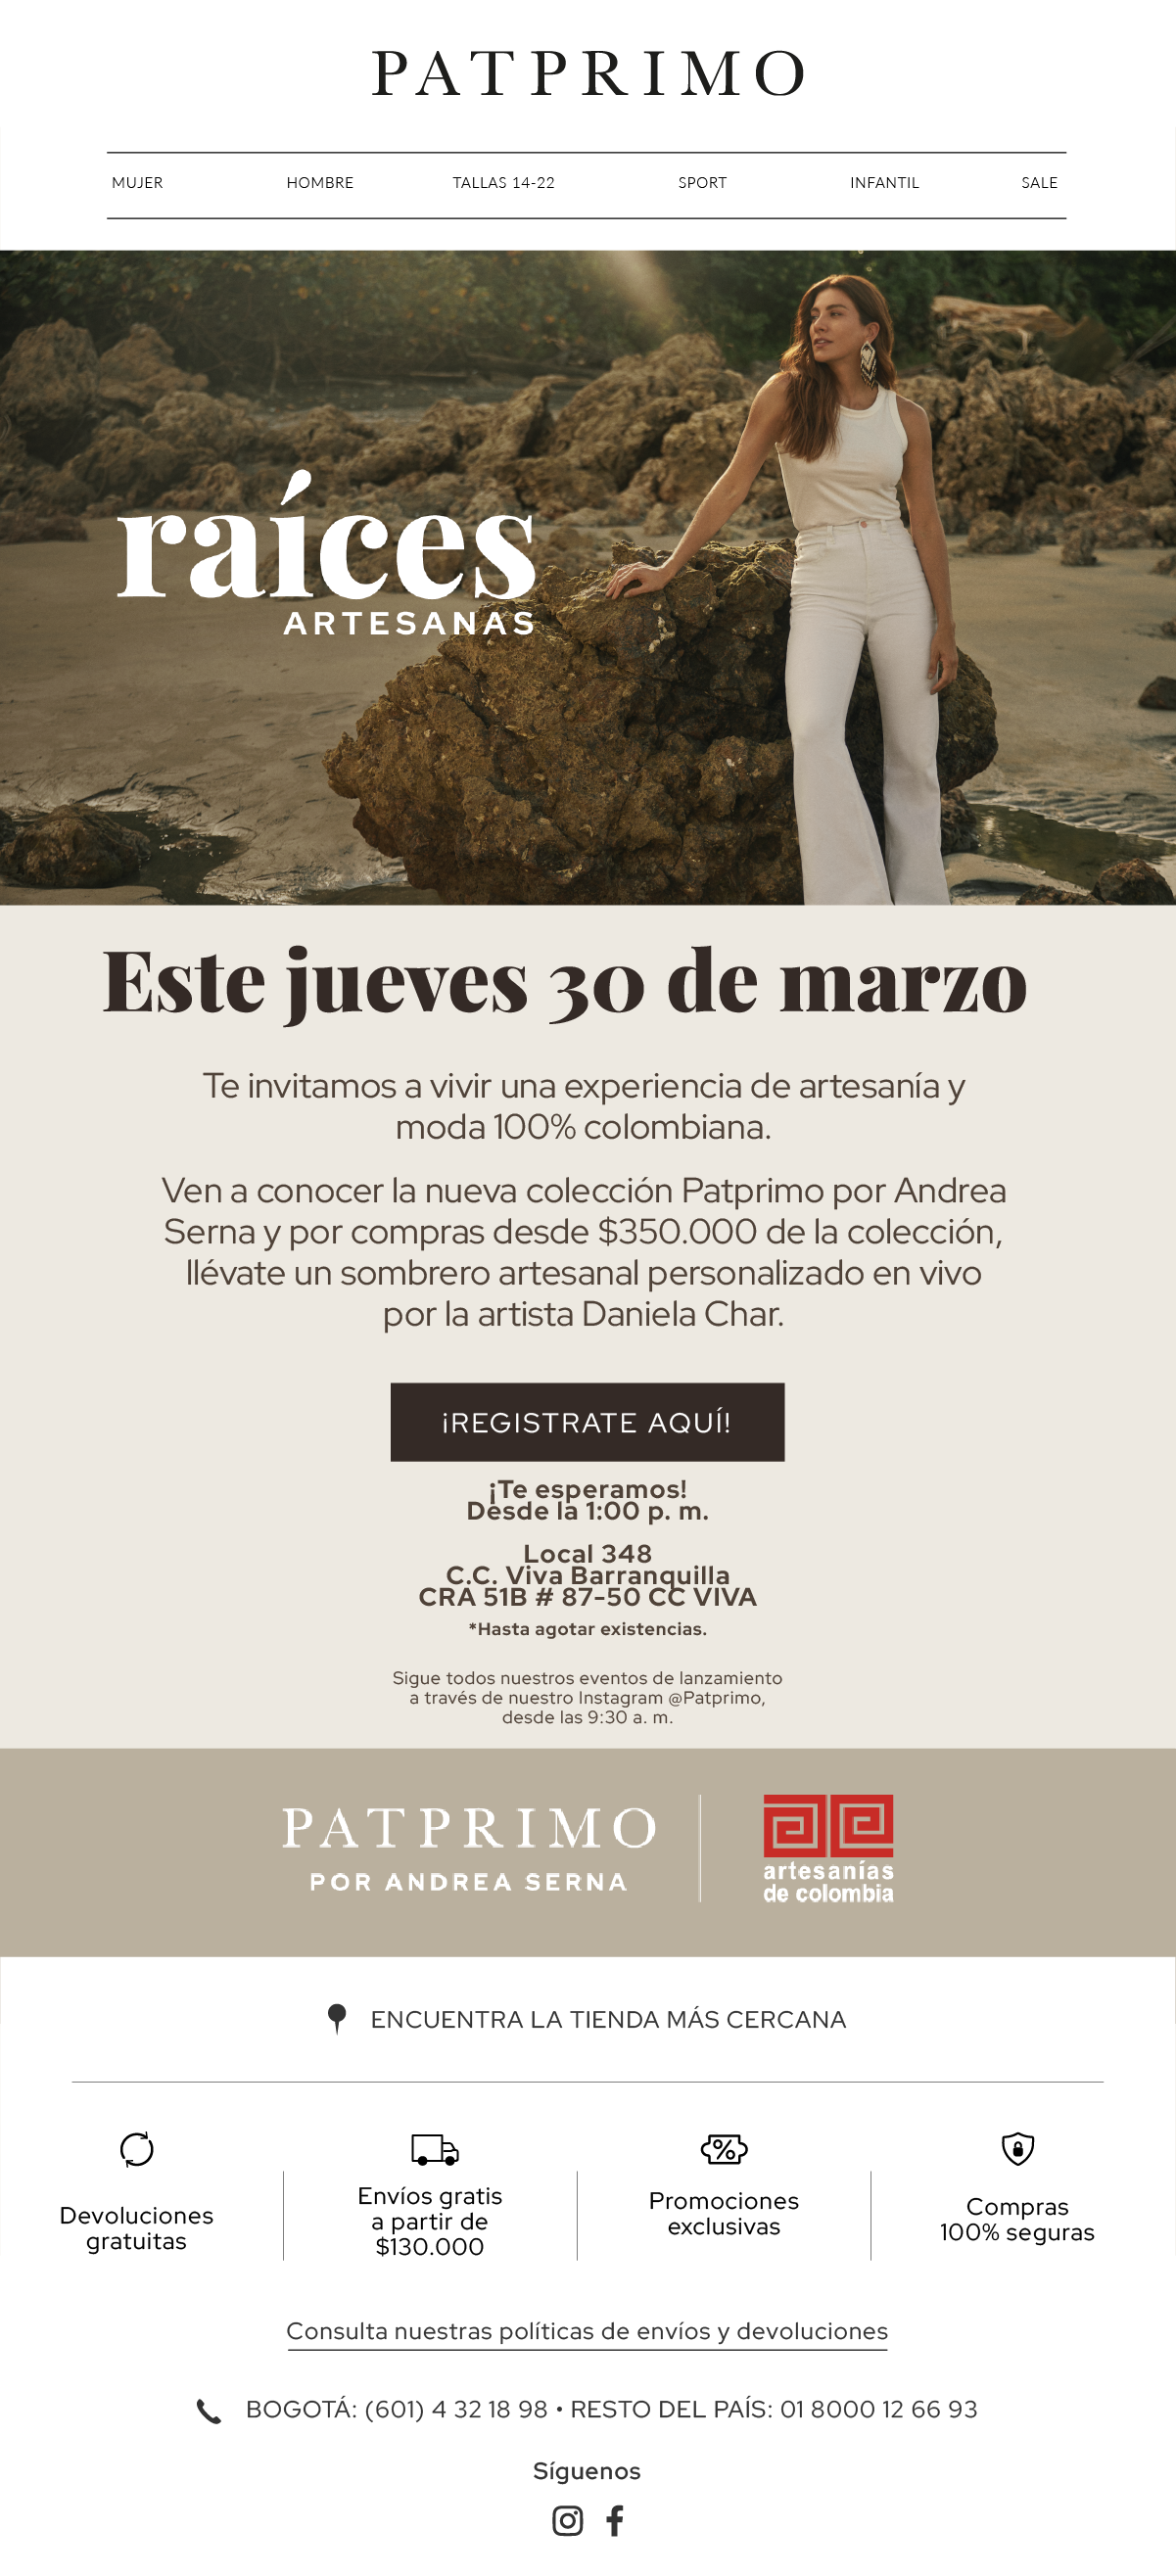 PATPRIMO
MUJER HOMBRE TALLAS 14-22 SPORT INFANTIL SALE
raíces
ARTESANAS
Este jueves 30 de marzo
Te invitamos a vivir una experiencia de artesanía y
moda 100% colombiana.
Ven a conocer la nueva colección Patprimo por Andrea
Serna y por compras desde $350.000 de la colección,
llévate un sombrero artesanal personalizado en vivo
por la artista Daniela Char.
¡REGISTRATE AQUÍ!
¡Te esperamos!
Desde la 1:00 p. m.
Local 348
C.C. Viva Barranquilla
CRA 51B # 87-50 CC VIVA
*Hasta agotar existencias.
Sigue todos nuestros eventos de lanzamiento
a través de nuestro Instagram @Patprimo,
desde las 9:30 a. m.
PATPRIMO
POR ANDREA SERNA
artesanías
de colombia
ENCUENTRA LA TIENDA MÁS CERCANA
Devoluciones
gratuitas
Envíos gratis
a partir de
$130.000
Promociones
exclusivas
Compras
100% seguras
Consulta nuestras políticas de envíos y devoluciones
BOGOTÁ: (601) 4 32 18 98 • RESTO DEL PAÍS: 01 8000 12 66 93
Síguenos